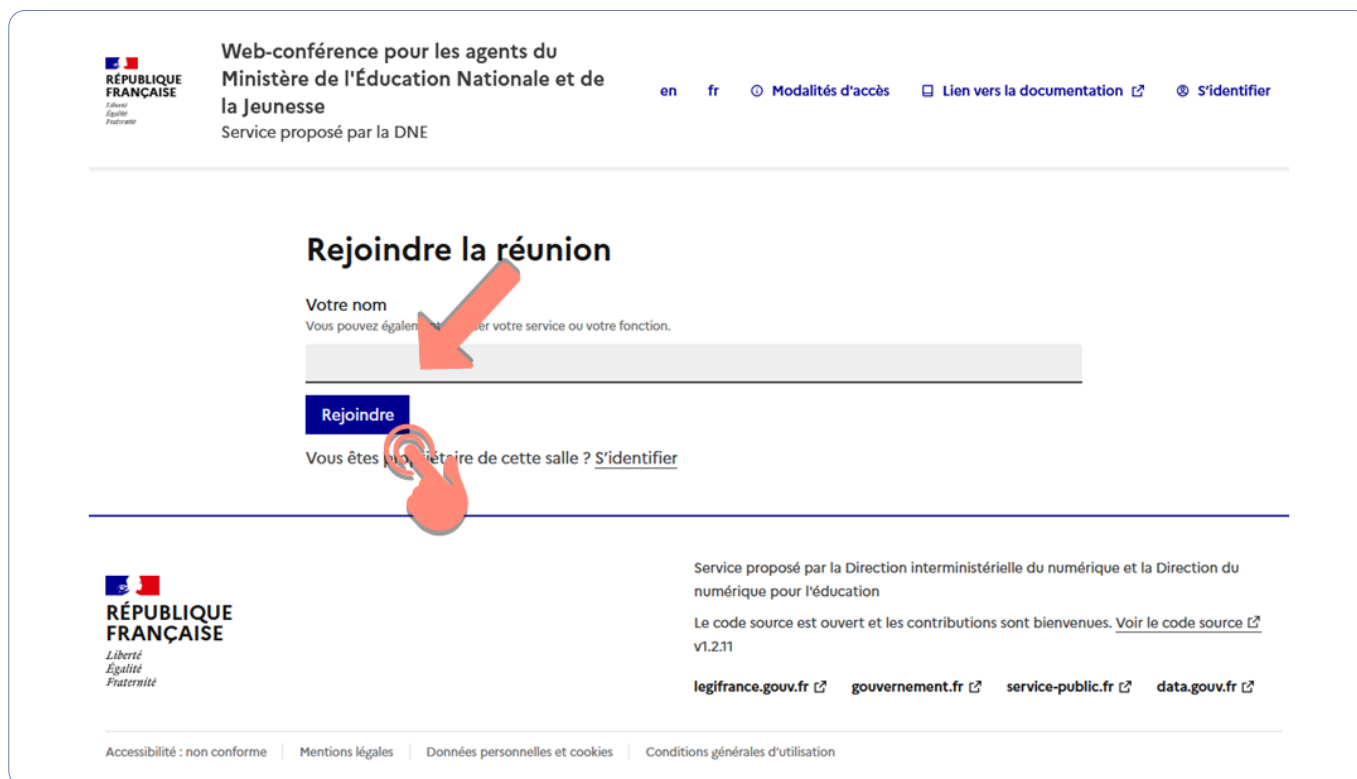 RÉPUBLIQUE
FRANÇAISE
Liberté
Égalité
Fraternité
Web-conférence pour les agents du
Ministère de l'Éducation Nationale et de
la Jeunesse
Service proposé par la DNE
en fr Modalités d'accès Lien vers la documentation S'identifier
Rejoindre la réunion
Votre nom
Vous pouvez également votre service ou votre fonction.
Rejoindre
Vous êtes propriétaire de cette salle ? S'identifier
RÉPUBLIQUE
FRANÇAISE
Liberté
Égalité
Fraternité
Service proposé par la Direction interministérielle du numérique et la Direction du
numérique pour l'éducation
Le code source est ouvert et les contributions sont bienvenues. Voir le code source
v1.2.11
legifrance.gouv.fr gouvernement.fr service-public.fr data.gouv.fr
Accessibilité : non conforme Mentions légales Données personnelles et cookies Conditions générales d'utilisation